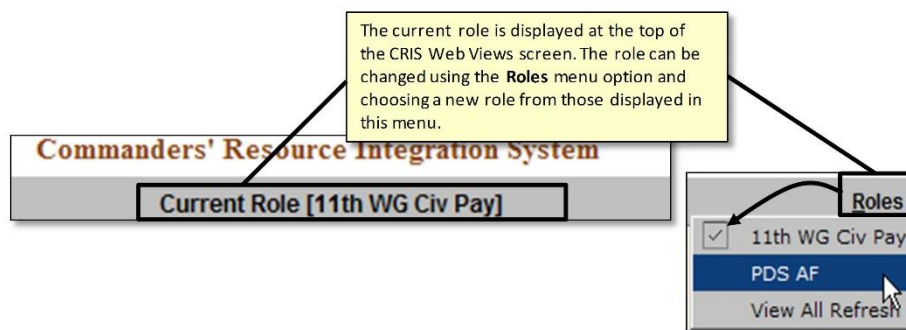 The current role is displayed at the top of
the CRIS Web Views screen. The role can be
changed using the Roles menu option and
choosing a new role from those displayed in
this menu.
Commanders' Resource Integration System
Current Role [11th WG Civ Pay]
Roles
11th WG Civ Pay
PDS AF
View All Refresh